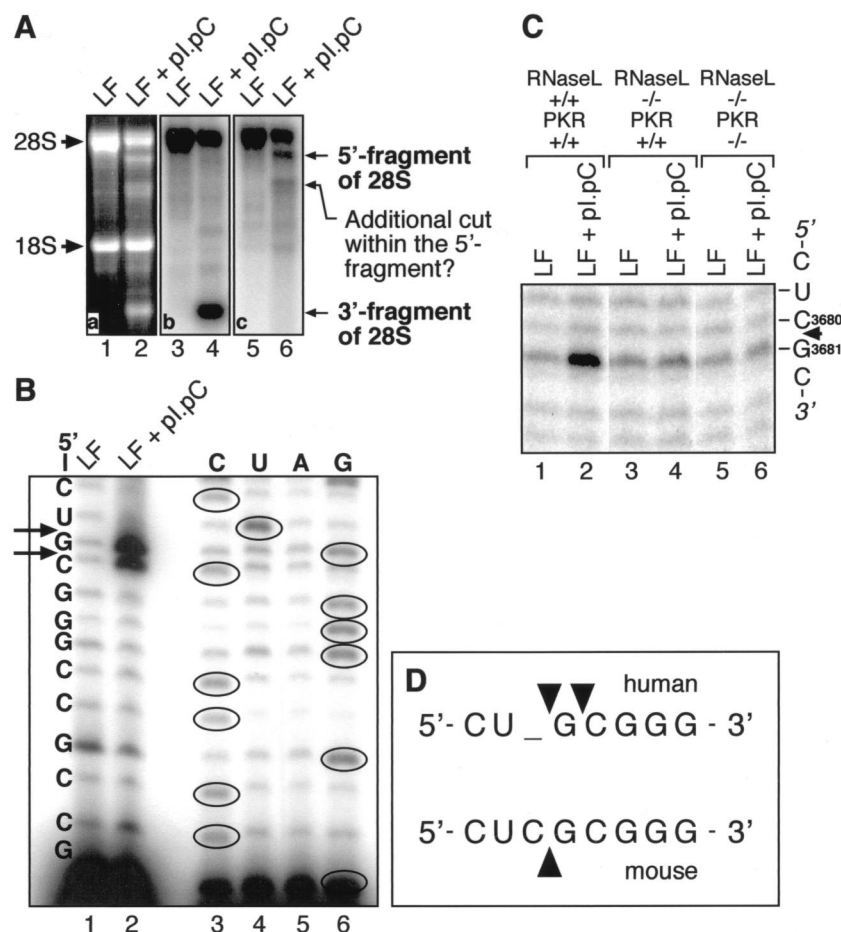 A
LF
LF + pI.pC
LF
LF + pI.pC
LF
LF + pI.pC
28S
18S
5’-fragment
of 28S
Additional cut
within the 5’-
fragment?
3’-fragment
of 28S
a
b
c
1 2 3 4 5 6
B
5’
LF
LF + pI.pC
C U A G
C
U
G
C
G
G
G
C
C
G
C
C
G
1 2 3 4 5 6
C
RNaseL RNaseL RNaseL
+/+ -/- -/-
PKR PKR PKR
+/+ +/+ -/-
LF
LF + pI.pC
LF
LF + pI.pC
LF
LF + pI.pC
5’
C
U
C3680
G3681
C
3’
1 2 3 4 5 6
D
human
5’- CU _ GCGGG - 3’
5’- CUCGCGGG - 3’
mouse